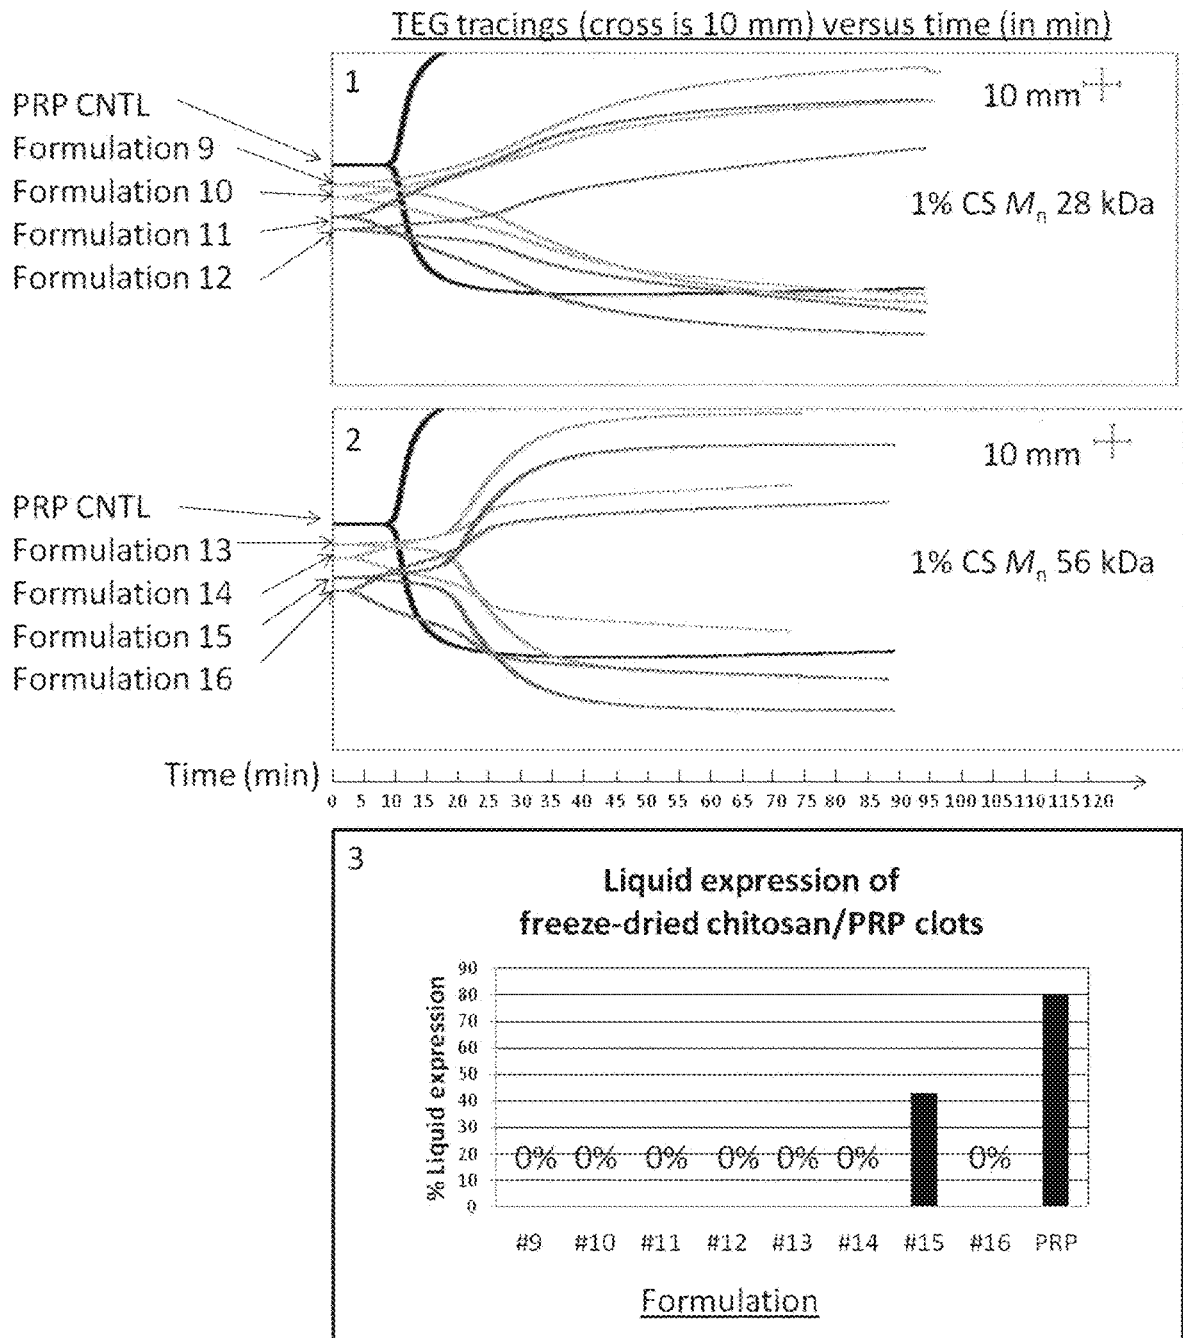 TEG tracings (cross is 10 mm) versus time (in min)
1
10 mm
PRP CNTL
Formulation 9
Formulation 10
Formulation 11
Formulation 12
1% CS Mn 28 kDa
2
10 mm
PRP CNTL
Formulation 13
Formulation 14
Formulation 15
Formulation 16
1% CS Mn 56 kDa
Time (min)
0 5 10 15 20 25 30 35 40 45 50 55 60 65 70 75 80 85 90 95 100 105 110 115 120
3
Liquid expression of
freeze-dried chitosan/PRP clots
% Liquid expression
90
80
70
60
50
40
30
20
10
0
0% 0% 0% 0% 0% 0% 0%
#9 #10 #11 #12 #13 #14 #15 #16 PRP
Formulation